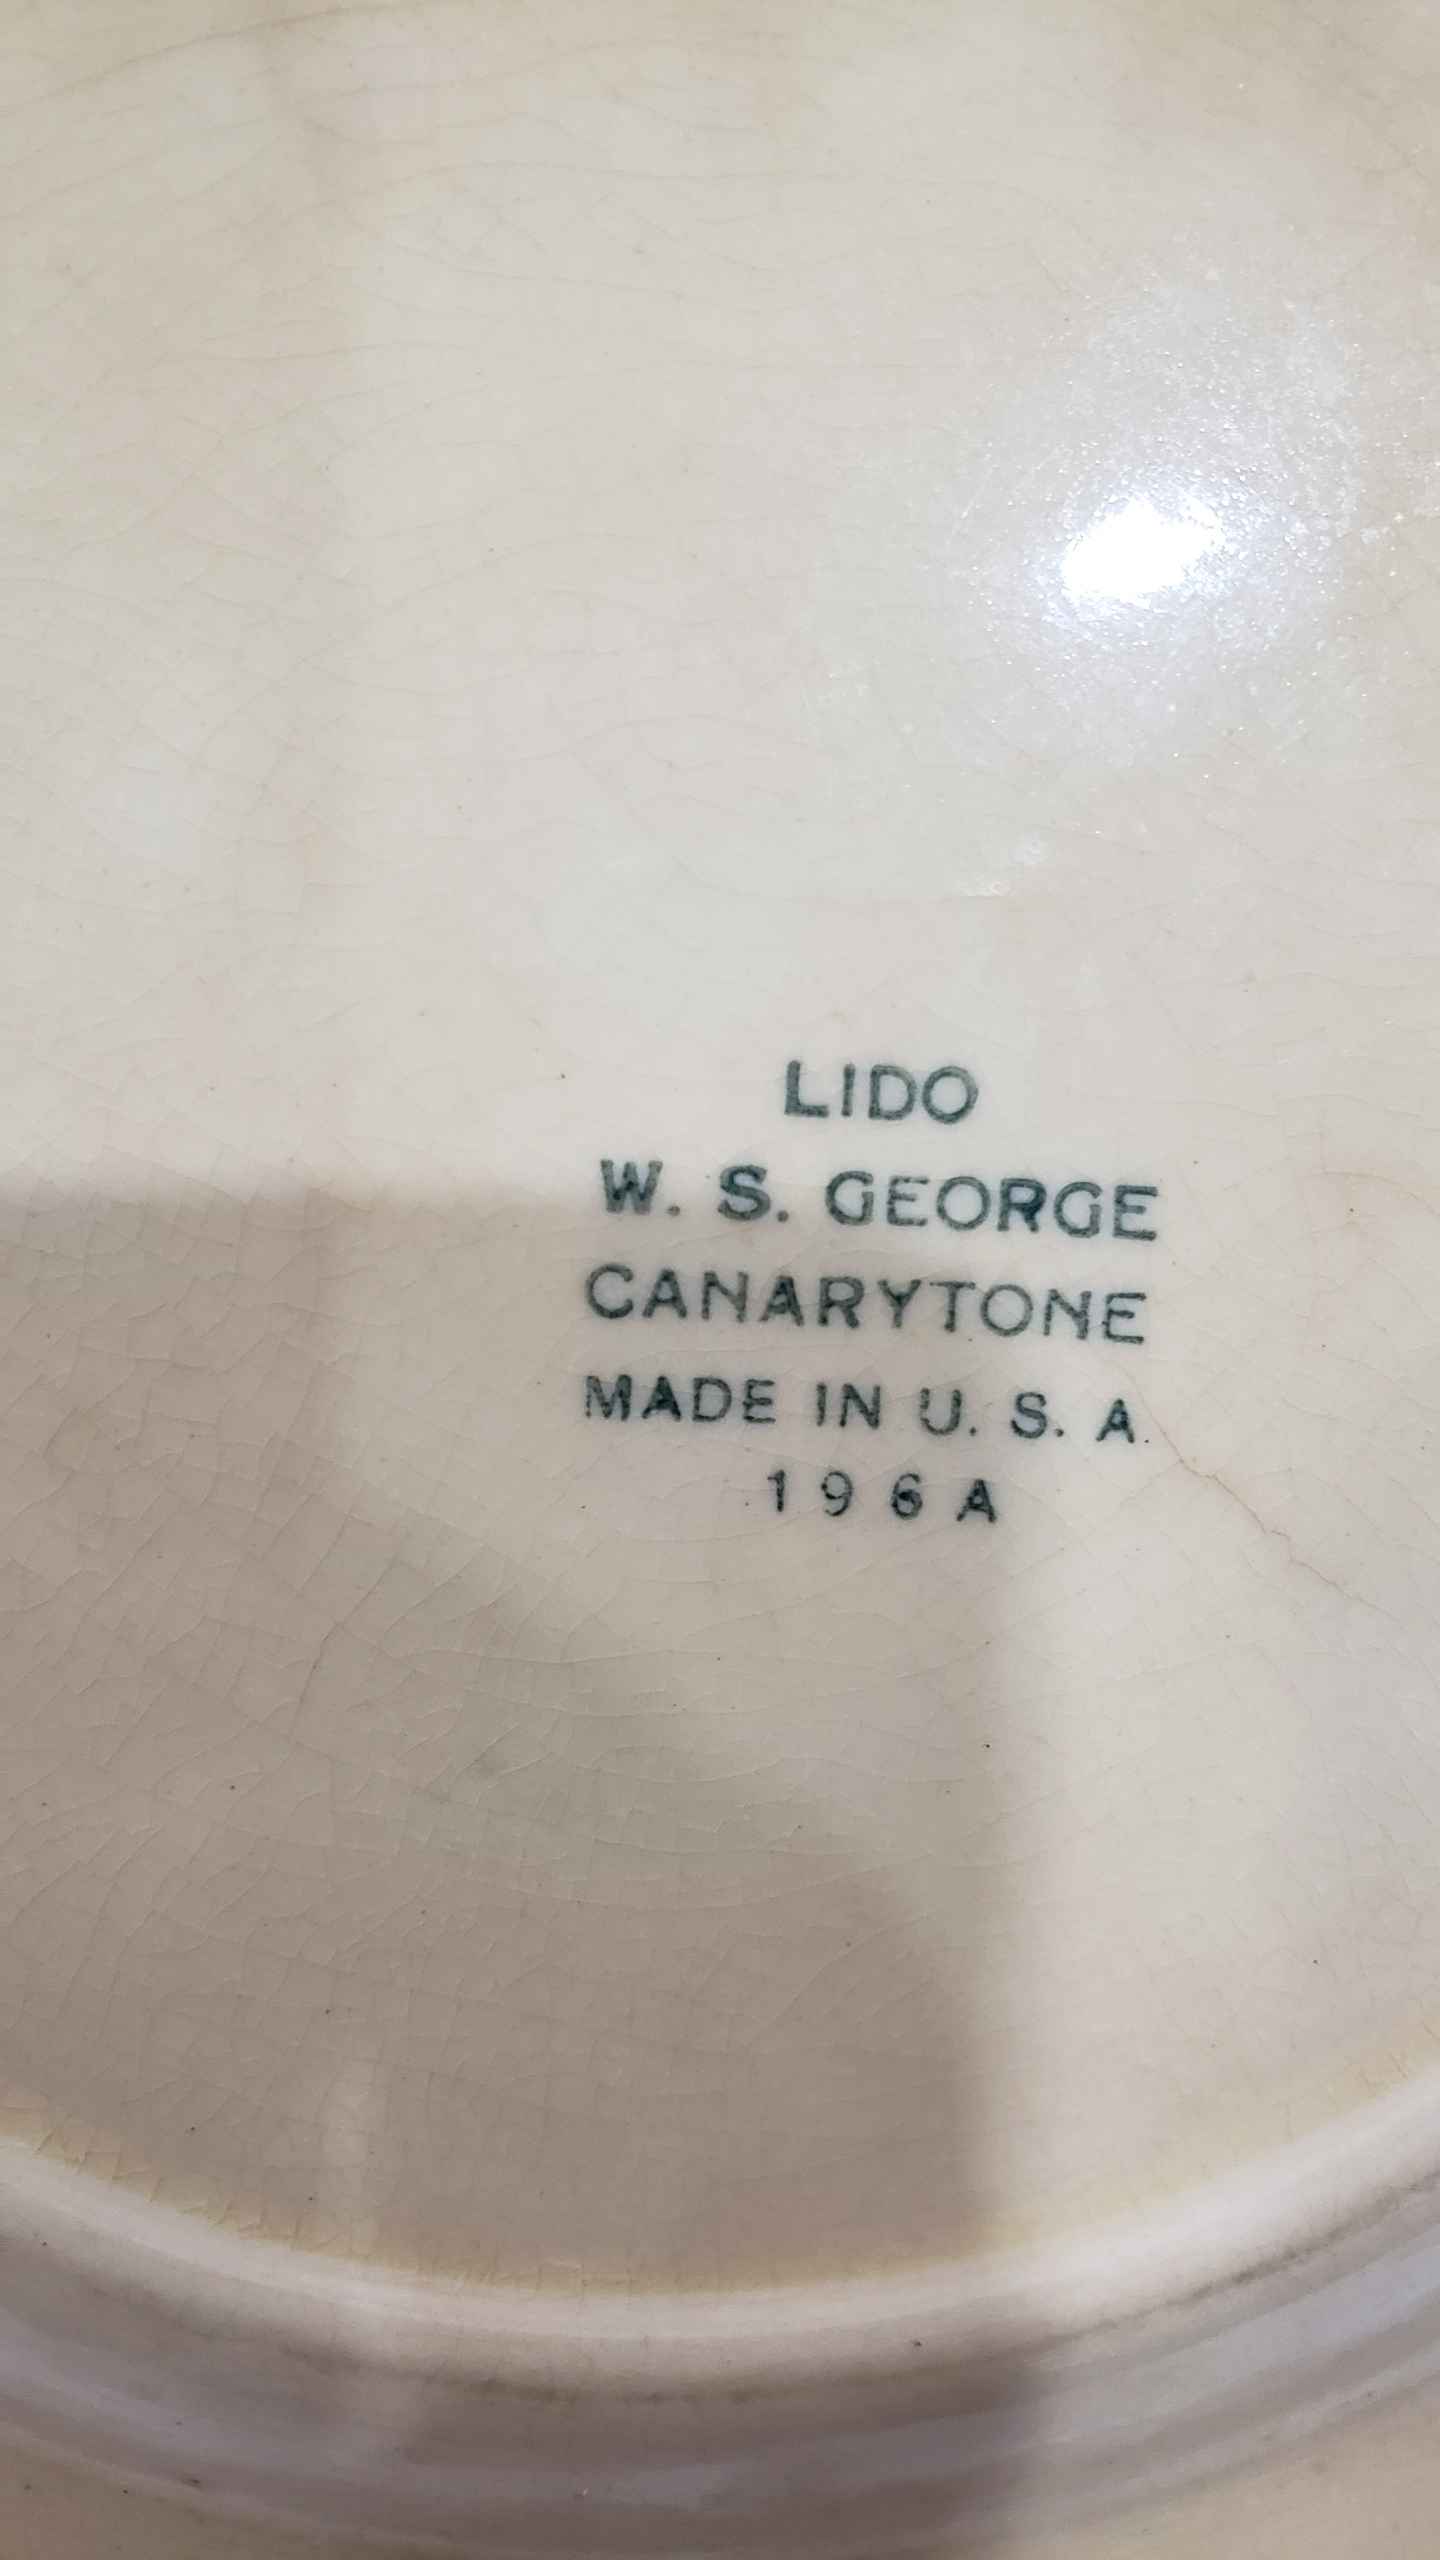 LIDO
W. S. GEORGE
CANARYTONE
MADE IN U. S. A.
196A